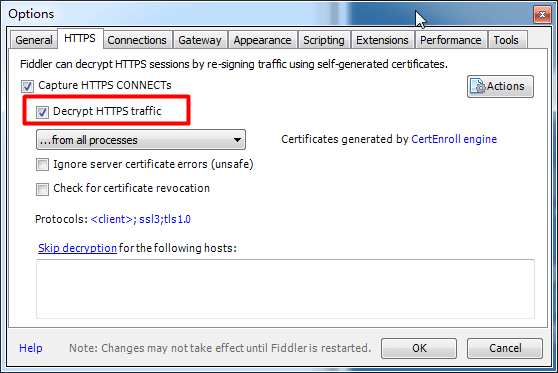 Options
General HTTPS Connections Gateway Appearance Scripting Extensions Performance Tools
Fiddler can decrypt HTTPS sessions by re-signing traffic using self-generated certificates.
Capture HTTPS CONNECTs
Actions
Decrypt HTTPS traffic
...from all processes
Certificates generated by CertEnroll engine
Ignore server certificate errors (unsafe)
Check for certificate revocation
Protocols: <client>; ssl3;tls1.0
Skip decryption for the following hosts:
Help
Note: Changes may not take effect until Fiddler is restarted.
OK
Cancel